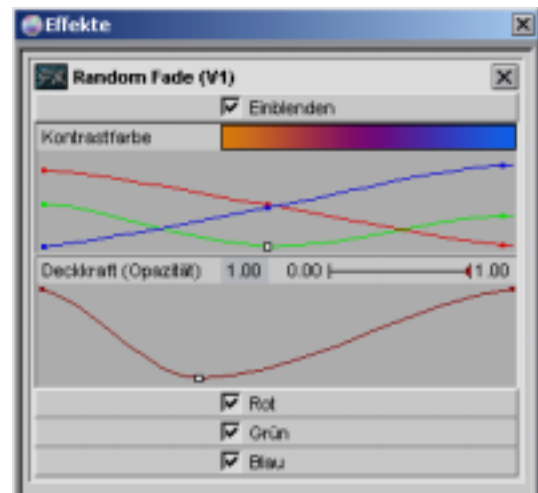 Effekte
Random Fade (V1)
Einblenden
Kontrastfarbe
Deckkraft (Opazität) 1.00 0.00 1.00
Rot
Grün
Blau